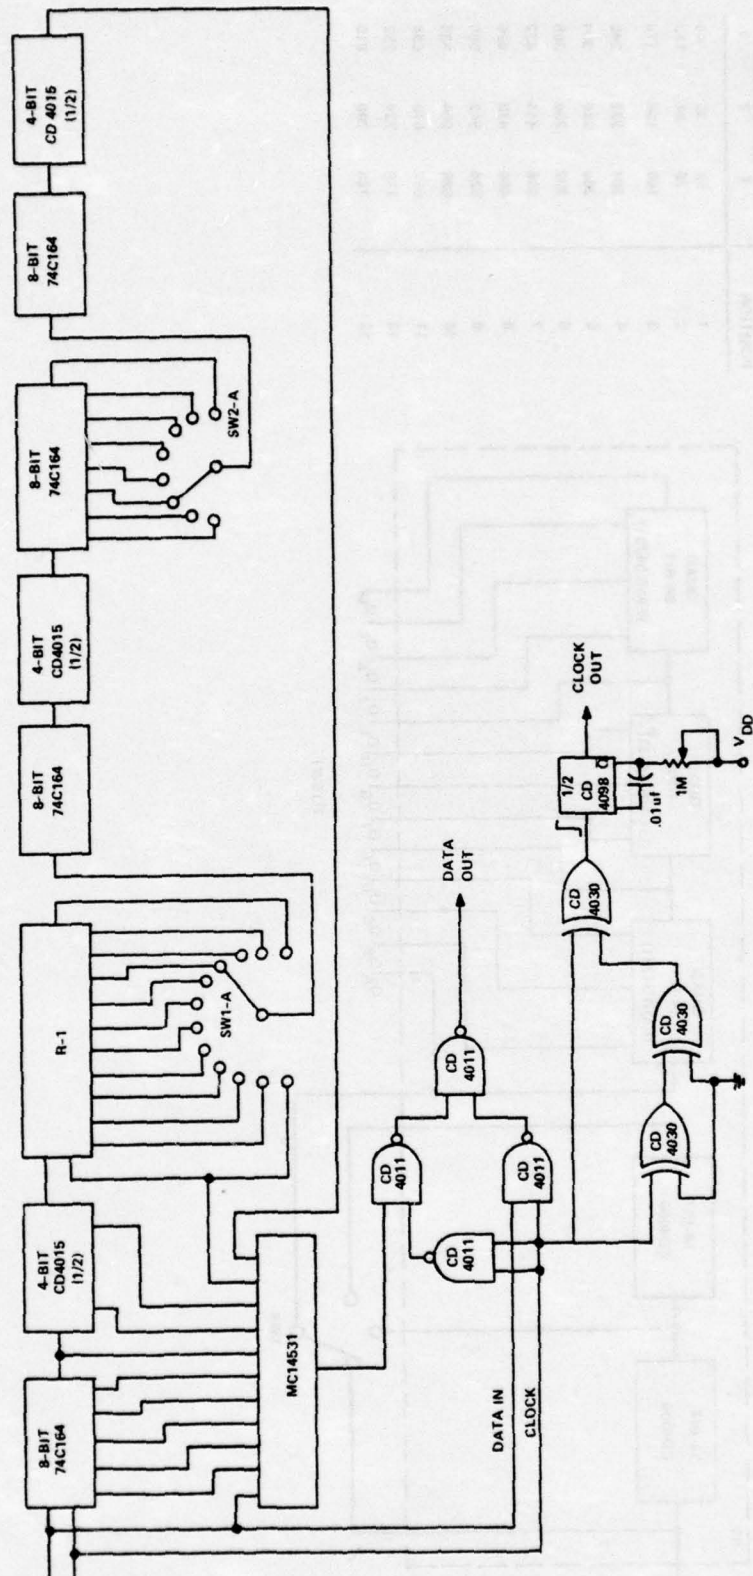 8-BIT
74C164
4-BIT
CD4015
(1/2)
R-1
8-BIT
74C164
4-BIT
CD4015
(1/2)
8-BIT
74C164
8-BIT
74C164
4-BIT
CD 4015
(1/2)
SW1-A
SW2-A
MC14531
CD
4011
CD
4011
CD
4011
CD
4011
DATA
OUT
DATA IN
CLOCK
CD
4030
CD
4030
CD
4030
1/2
CD
4098
Q
CLOCK
OUT
.01uf
1M
VDD